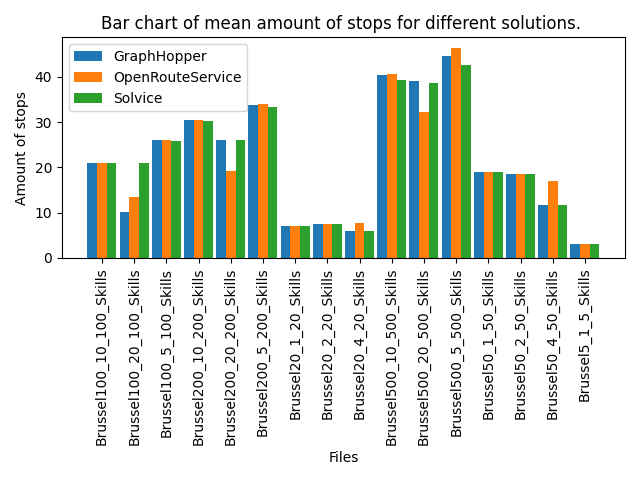 Bar chart of mean amount of stops for different solutions.
GraphHopper
OpenRouteService
Solvice
Amount of stops
40
30
20
10
0
Brussel100_10_100_Skills
Brussel100_20_100_Skills
Brussel100_5_100_Skills
Brussel200_10_200_Skills
Brussel200_20_200_Skills
Brussel200_5_200_Skills
Brussel20_1_20_Skills
Brussel20_2_20_Skills
Brussel20_4_20_Skills
Brussel500_10_500_Skills
Brussel500_20_500_Skills
Brussel500_5_500_Skills
Brussel50_1_50_Skills
Brussel50_2_50_Skills
Brussel50_4_50_Skills
Brussel5_1_5_Skills
Files